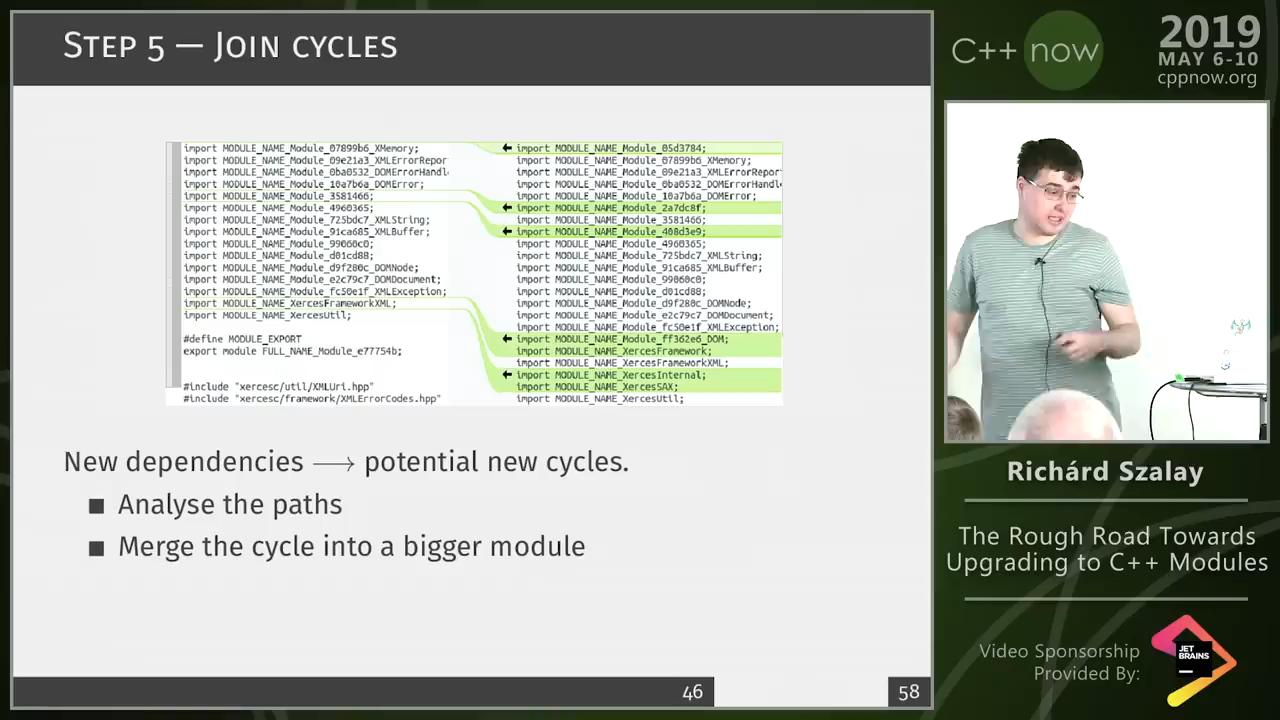 STEP 5 — JOIN CYCLES
import MODULE_NAME_Module_07899b6_XMemory;
import MODULE_NAME_Module_09e21a3_XMLErrorRepor
import MODULE_NAME_Module_0ba0532_DOMErrorHandl
import MODULE_NAME_Module_10a7b6a_DOMError;
import MODULE_NAME_Module_3581466;
import MODULE_NAME_Module_4960365;
import MODULE_NAME_Module_725bdc7_XMLString;
import MODULE_NAME_Module_91ca685_XMLBuffer;
import MODULE_NAME_Module_99060c0;
import MODULE_NAME_Module_d01cd88;
import MODULE_NAME_Module_d9f280c_DOMNode;
import MODULE_NAME_Module_e2c79c7_DOMDocument;
import MODULE_NAME_Module_fc50e1f_XMLException;
import MODULE_NAME_XercesFrameworkXML;
import MODULE_NAME_XercesUtil;
#define MODULE_EXPORT
export module FULL_NAME_Module_e77754b;
#include "xercesc/util/XMLUri.hpp"
#include "xercesc/framework/XMLErrorCodes.hpp"
import MODULE_NAME_Module_05d3784;
import MODULE_NAME_Module_07899b6_XMemory;
import MODULE_NAME_Module_09e21a3_XMLErrorRepor
import MODULE_NAME_Module_0ba0532_DOMErrorHandl
import MODULE_NAME_Module_10a7b6a_DOMError;
import MODULE_NAME_Module_2a7dc8f;
import MODULE_NAME_Module_3581466;
import MODULE_NAME_Module_408d3e9;
import MODULE_NAME_Module_4960365;
import MODULE_NAME_Module_725bdc7_XMLString;
import MODULE_NAME_Module_91ca685_XMLBuffer;
import MODULE_NAME_Module_99060c0;
import MODULE_NAME_Module_d01cd88;
import MODULE_NAME_Module_d9f280c_DOMNode;
import MODULE_NAME_Module_e2c79c7_DOMDocument;
import MODULE_NAME_Module_fc50e1f_XMLException;
import MODULE_NAME_Module_ff362e6_DOM;
import MODULE_NAME_XercesFramework;
import MODULE_NAME_XercesFrameworkXML;
import MODULE_NAME_XercesInternal;
import MODULE_NAME_XercesSAX;
import MODULE_NAME_XercesUtil;
New dependencies ⟶ potential new cycles.
■ Analyse the paths
■ Merge the cycle into a bigger module
46
58
C++ now
2019
MAY 6-10
cppnow.org
Richárd Szalay
The Rough Road Towards
Upgrading to C++ Modules
Video Sponsorship
Provided By:
JET
BRAINS